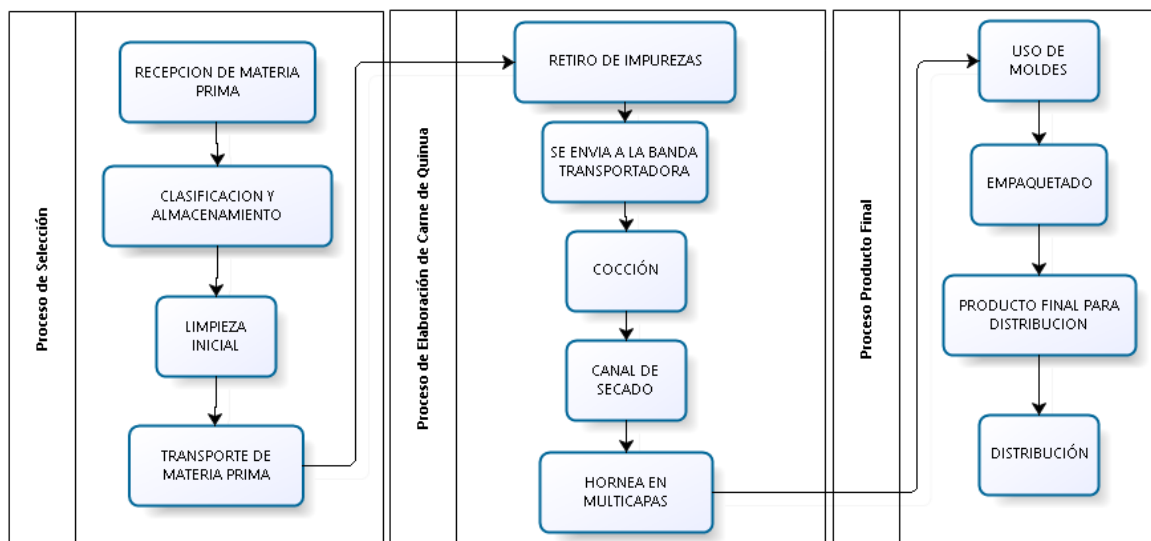 Proceso de Selección
RECEPCION DE MATERIA
PRIMA
CLASIFICACION Y
ALMACENAMIENTO
LIMPIEZA
INICIAL
TRANSPORTE DE
MATERIA PRIMA
Proceso de Elaboración de Carne de Quinua
RETIRO DE IMPUREZAS
SE ENVIA A LA BANDA
TRANSPORTADORA
COCCIÓN
CANAL DE
SECADO
HORNEA EN
MULTICAPAS
Proceso Producto Final
USO DE
MOLDES
EMPAQUETADO
PRODUCTO FINAL PARA
DISTRIBUCION
DISTRIBUCIÓN